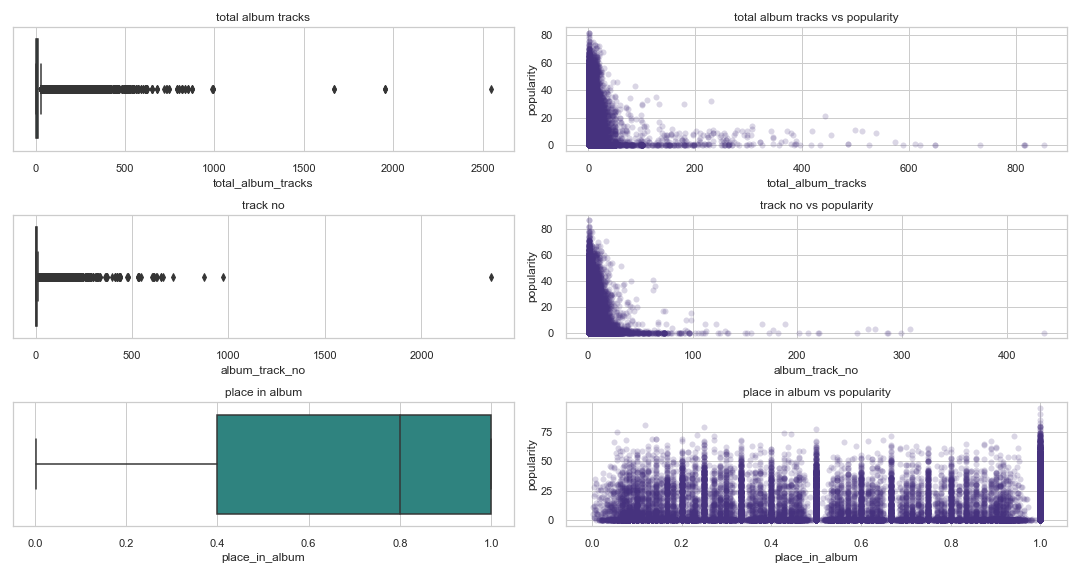 total album tracks
0 500 1000 1500 2000 2500
total_album_tracks
total album tracks vs popularity
popularity
80
60
40
20
0
0 200 400 600 800
total_album_tracks
track no
0 500 1000 1500 2000
album_track_no
track no vs popularity
popularity
80
60
40
20
0
0 100 200 300 400
album_track_no
place in album
0.0 0.2 0.4 0.6 0.8 1.0
place_in_album
place in album vs popularity
popularity
75
50
25
0
0.0 0.2 0.4 0.6 0.8 1.0
place_in_album